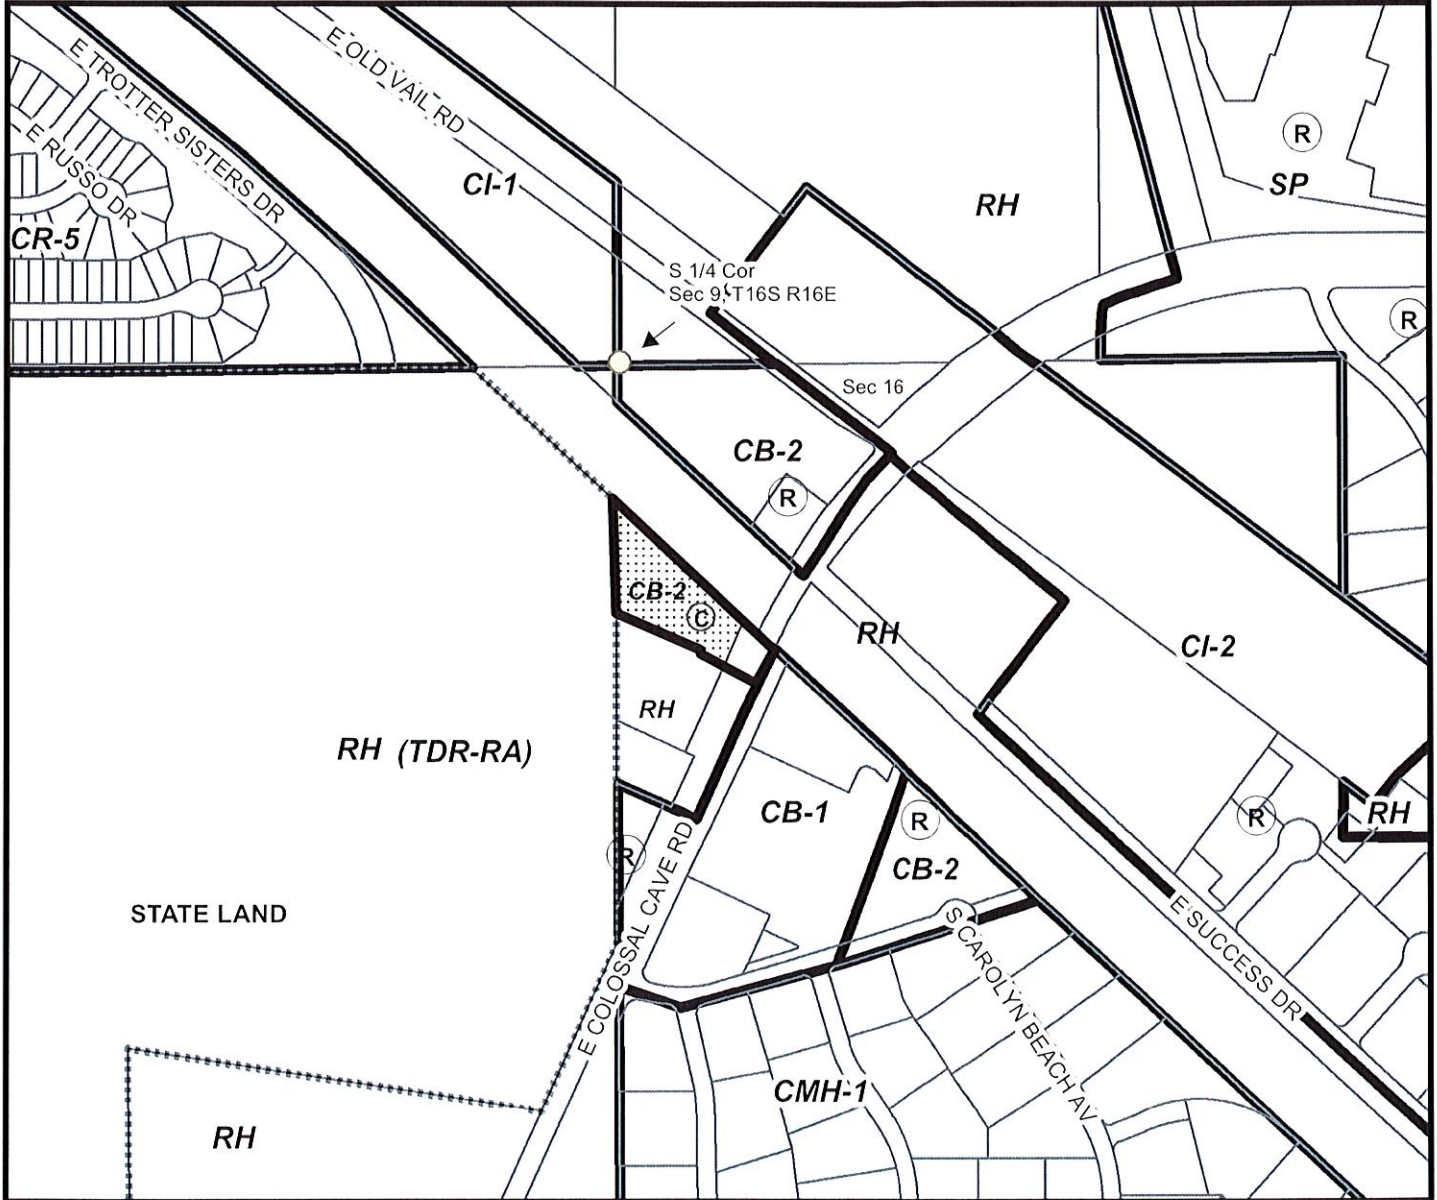 E OLD VAIL RD
E TROTTER SISTERS DR
E RUSSO DR
CR-5
CI-1
RH
SP
R
R
S 1/4 Cor
Sec 9, T16S R16E
Sec 16
CB-2
R
CB-2
C
RH
CI-2
RH
RH (TDR-RA)
CB-1
R
CB-2
R
RH
R
STATE LAND
E COLOSSAL CAVE RD
S CAROLYN BEACH AV
E SUCCESS DR
CMH-1
RH